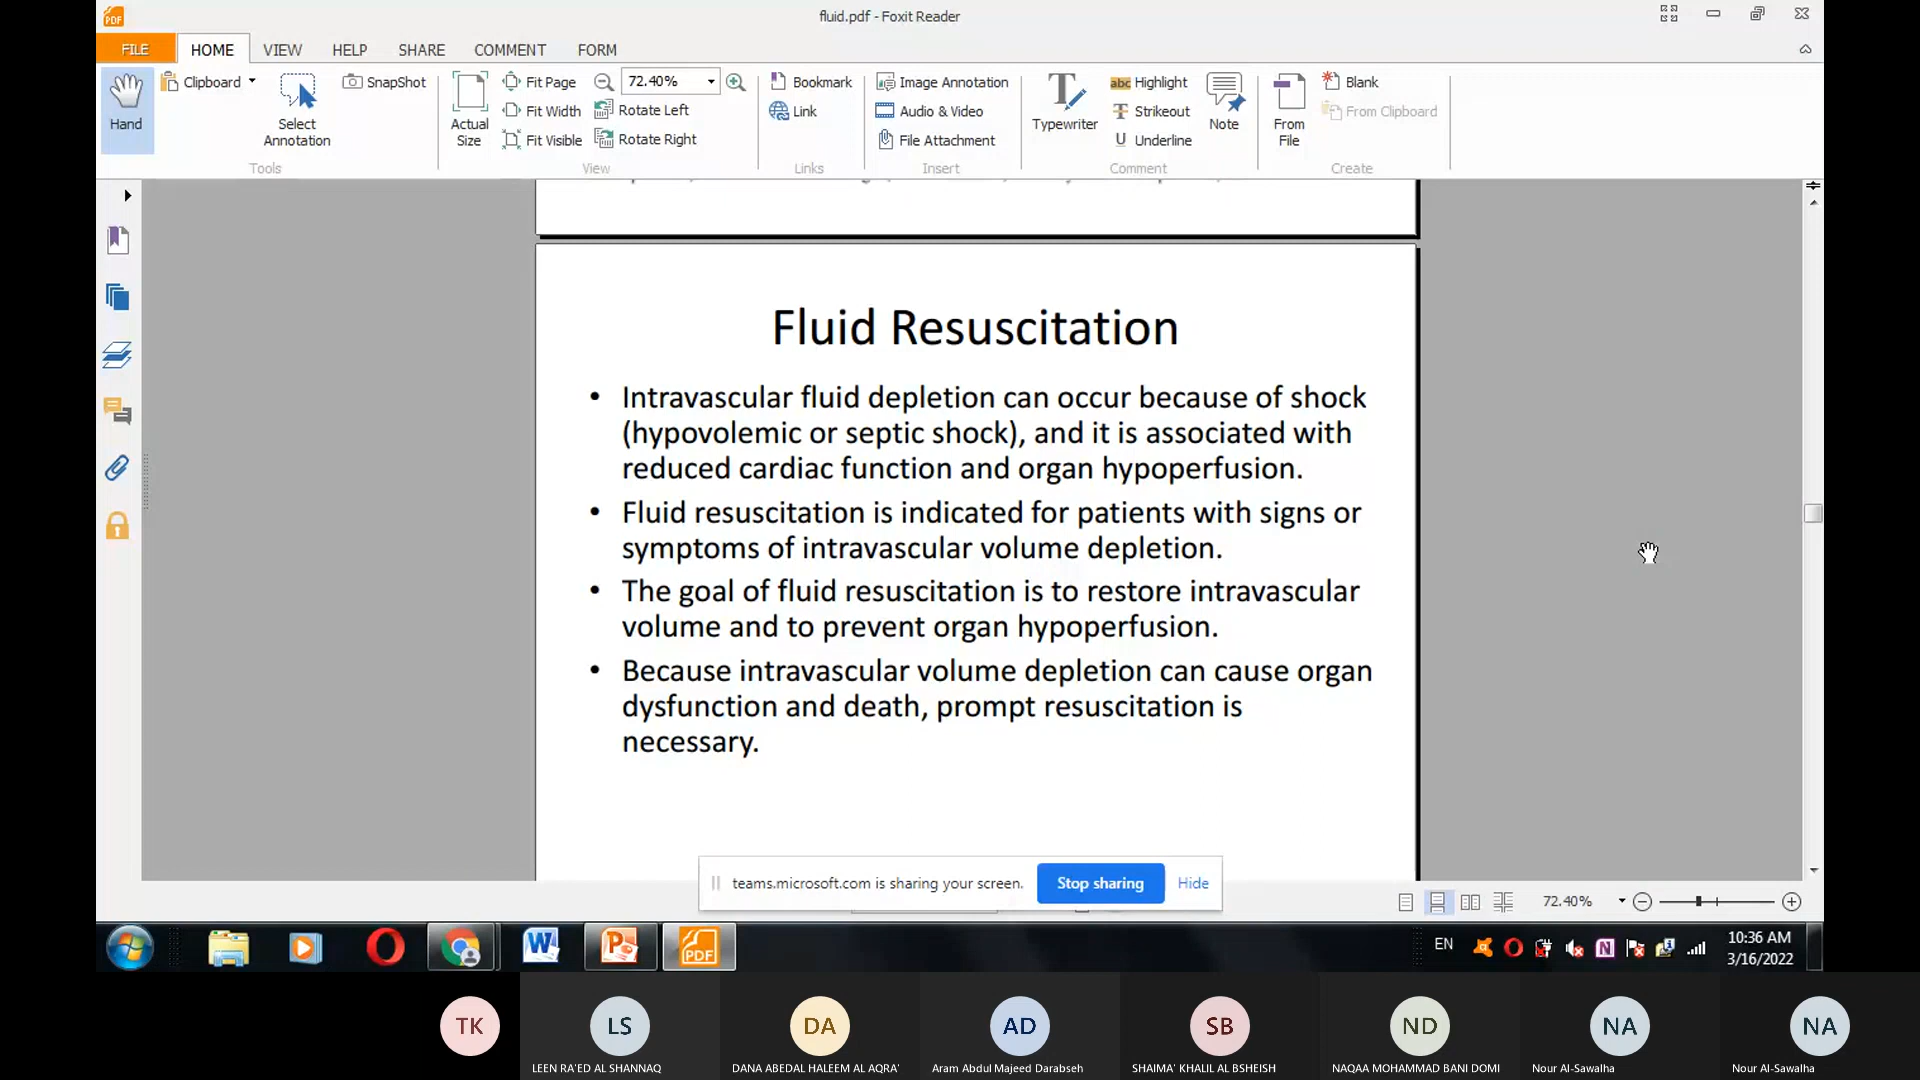 fluid.pdf - Foxit Reader
FILE HOME VIEW HELP SHARE COMMENT FORM
Hand
Clipboard
Select
Annotation
SnapShot
Tools
Actual
Size
Fit Page
Fit Width
Fit Visible
72.40%
Rotate Left
Rotate Right
View
Bookmark
Link
Links
Image Annotation
Audio & Video
File Attachment
Insert
Typewriter
abc Highlight
Strikeout
U Underline
Note
Comment
From
File
Blank
From Clipboard
Create
Fluid Resuscitation
• Intravascular fluid depletion can occur because of shock
(hypovolemic or septic shock), and it is associated with
reduced cardiac function and organ hypoperfusion.
• Fluid resuscitation is indicated for patients with signs or
symptoms of intravascular volume depletion.
• The goal of fluid resuscitation is to restore intravascular
volume and to prevent organ hypoperfusion.
• Because intravascular volume depletion can cause organ
dysfunction and death, prompt resuscitation is
necessary.
teams.microsoft.com is sharing your screen. Stop sharing Hide
72.40%
EN
10:36 AM
3/16/2022
TK LS DA AD SB ND NA NA
LEEN RA'ED AL SHANNAQ
DANA ABEDAL HALEEM AL AQRA'
Aram Abdul Majeed Darabseh
SHAIMA' KHALIL AL BSHEISH
NAQAA MOHAMMAD BANI DOMI
Nour Al-Sawalha
Nour Al-Sawalha